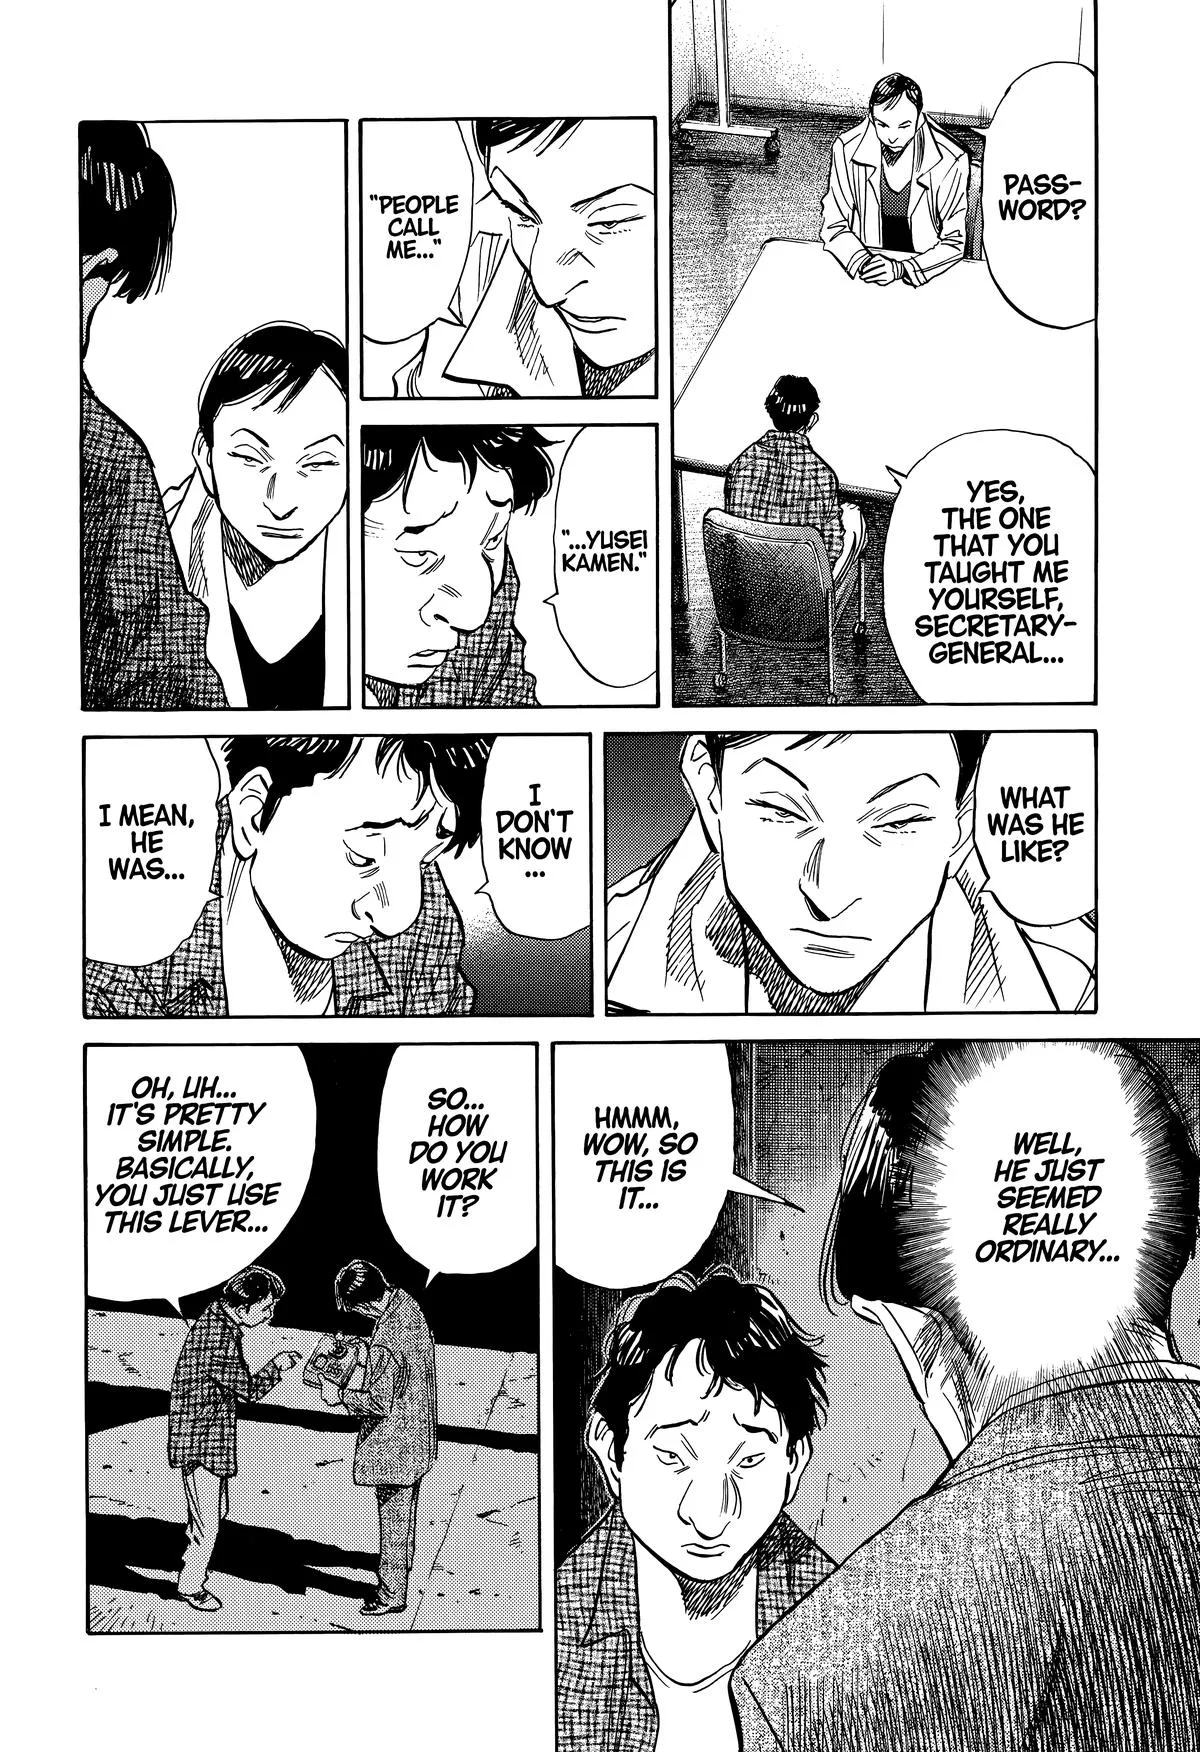 PASS-
WORD?
YES,
THE ONE
THAT YOU
TAUGHT ME
YOURSELF,
SECRETARY-
GENERAL...
"PEOPLE
CALL
ME..."
"...YUSEI
KAMEN."
WHAT
WAS HE
LIKE?
I
DON'T
KNOW
...
I MEAN,
HE
WAS...
WELL,
HE JUST
SEEMED
REALLY
ORDINARY...
HMMM,
WOW, SO
THIS IS
IT...
SO...
HOW
DO YOU
WORK
IT?
OH, UH...
IT'S PRETTY
SIMPLE.
BASICALLY,
YOU JUST USE
THIS LEVER...